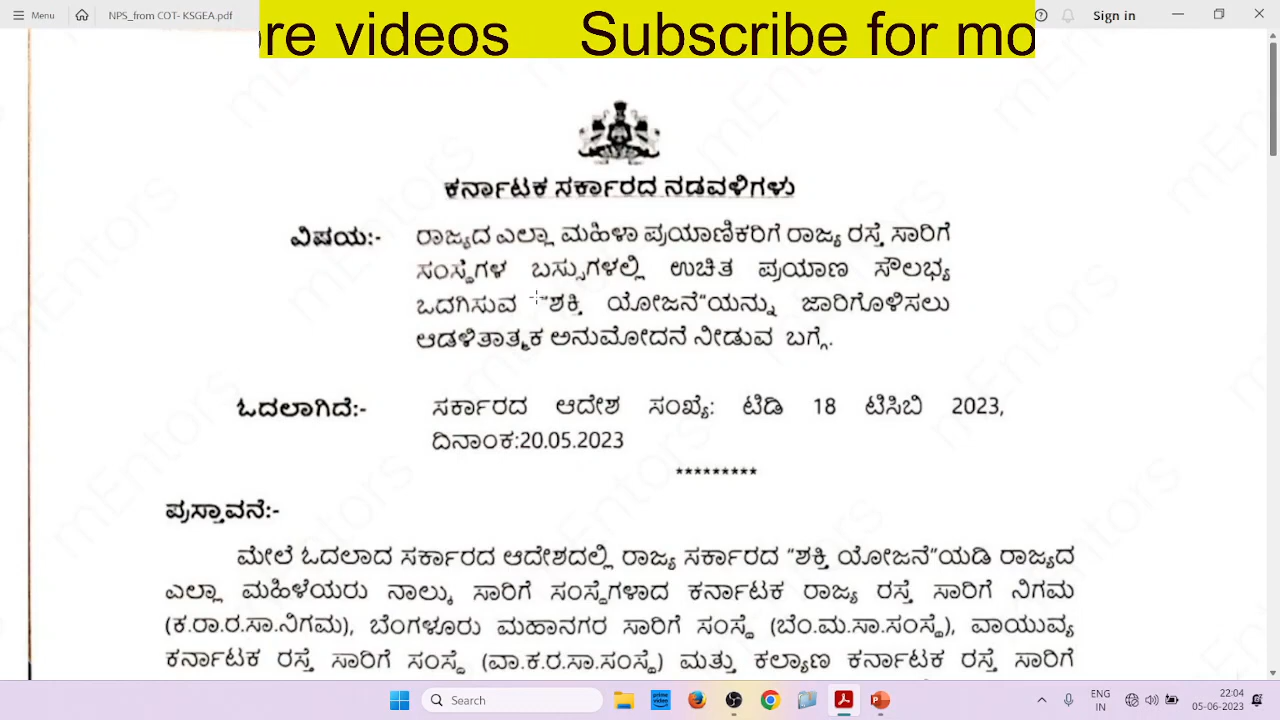 Menu NPS_from COT- KSGEA.pdf Sign in
re videos Subscribe for mo
ಕರ್ನಾಟಕ ಸರ್ಕಾರದ ನಡವಳಿಗಳು
ವಿಷಯ:- ರಾಜ್ಯದ ಎಲ್ಲಾ ಮಹಿಳಾ ಪ್ರಯಾಣಿಕರಿಗೆ ರಾಜ್ಯ ರಸ್ತೆ ಸಾರಿಗೆ
ಸಂಸ್ಥೆಗಳ ಬಸ್ಸುಗಳಲ್ಲಿ ಉಚಿತ ಪ್ರಯಾಣ ಸೌಲಭ್ಯ
ಒದಗಿಸುವ "ಶಕ್ತಿ ಯೋಜನೆ"ಯನ್ನು ಜಾರಿಗೊಳಿಸಲು
ಆಡಳಿತಾತ್ಮಕ ಅನುಮೋದನೆ ನೀಡುವ ಬಗ್ಗೆ.
ಓದಲಾಗಿದೆ:- ಸರ್ಕಾರದ ಆದೇಶ ಸಂಖ್ಯೆ: ಟಿಡಿ 18 ಟಿಸಿಬಿ 2023,
ದಿನಾಂಕ:20.05.2023
*********
ಪ್ರಸ್ತಾವನೆ:-
ಮೇಲೆ ಓದಲಾದ ಸರ್ಕಾರದ ಆದೇಶದಲ್ಲಿ ರಾಜ್ಯ ಸರ್ಕಾರದ "ಶಕ್ತಿ ಯೋಜನೆ"ಯಡಿ ರಾಜ್ಯದ
ಎಲ್ಲಾ ಮಹಿಳೆಯರು ನಾಲ್ಕು ಸಾರಿಗೆ ಸಂಸ್ಥೆಗಳಾದ ಕರ್ನಾಟಕ ರಾಜ್ಯ ರಸ್ತೆ ಸಾರಿಗೆ ನಿಗಮ
(ಕ.ರಾ.ರ.ಸಾ.ನಿಗಮ), ಬೆಂಗಳೂರು ಮಹಾನಗರ ಸಾರಿಗೆ ಸಂಸ್ಥೆ (ಬೆಂ.ಮ.ಸಾ.ಸಂಸ್ಥೆ), ವಾಯುವ್ಯ
ಕರ್ನಾಟಕ ರಸ್ತೆ ಸಾರಿಗೆ ಸಂಸ್ಥೆ (ವಾ.ಕ.ರ.ಸಾ.ಸಂಸ್ಥೆ) ಮತ್ತು ಕಲ್ಯಾಣ ಕರ್ನಾಟಕ ರಸ್ತೆ ಸಾರಿಗೆ
mEntors
Search
prime video
ENG
IN
22:04
05-06-2023